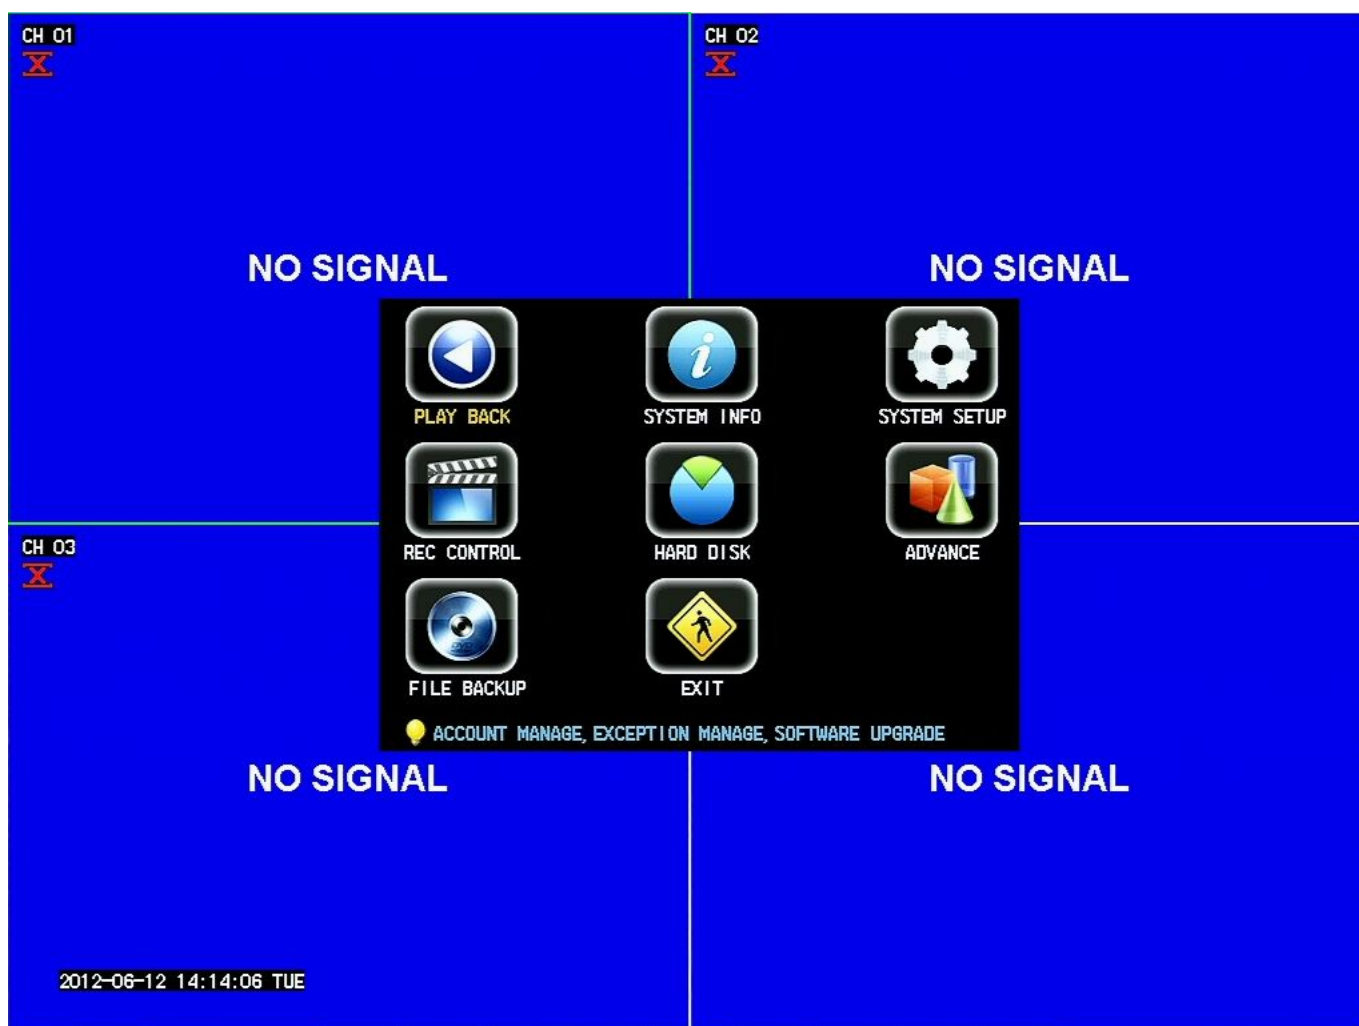 CH 01
CH 02
NO SIGNAL
NO SIGNAL
PLAY BACK
SYSTEM INFO
SYSTEM SETUP
REC CONTROL
HARD DISK
ADVANCE
CH 03
DVD
FILE BACKUP
EXIT
ACCOUNT MANAGE, EXCEPTION MANAGE, SOFTWARE UPGRADE
NO SIGNAL
NO SIGNAL
2012-06-12 14:14:06 TUE